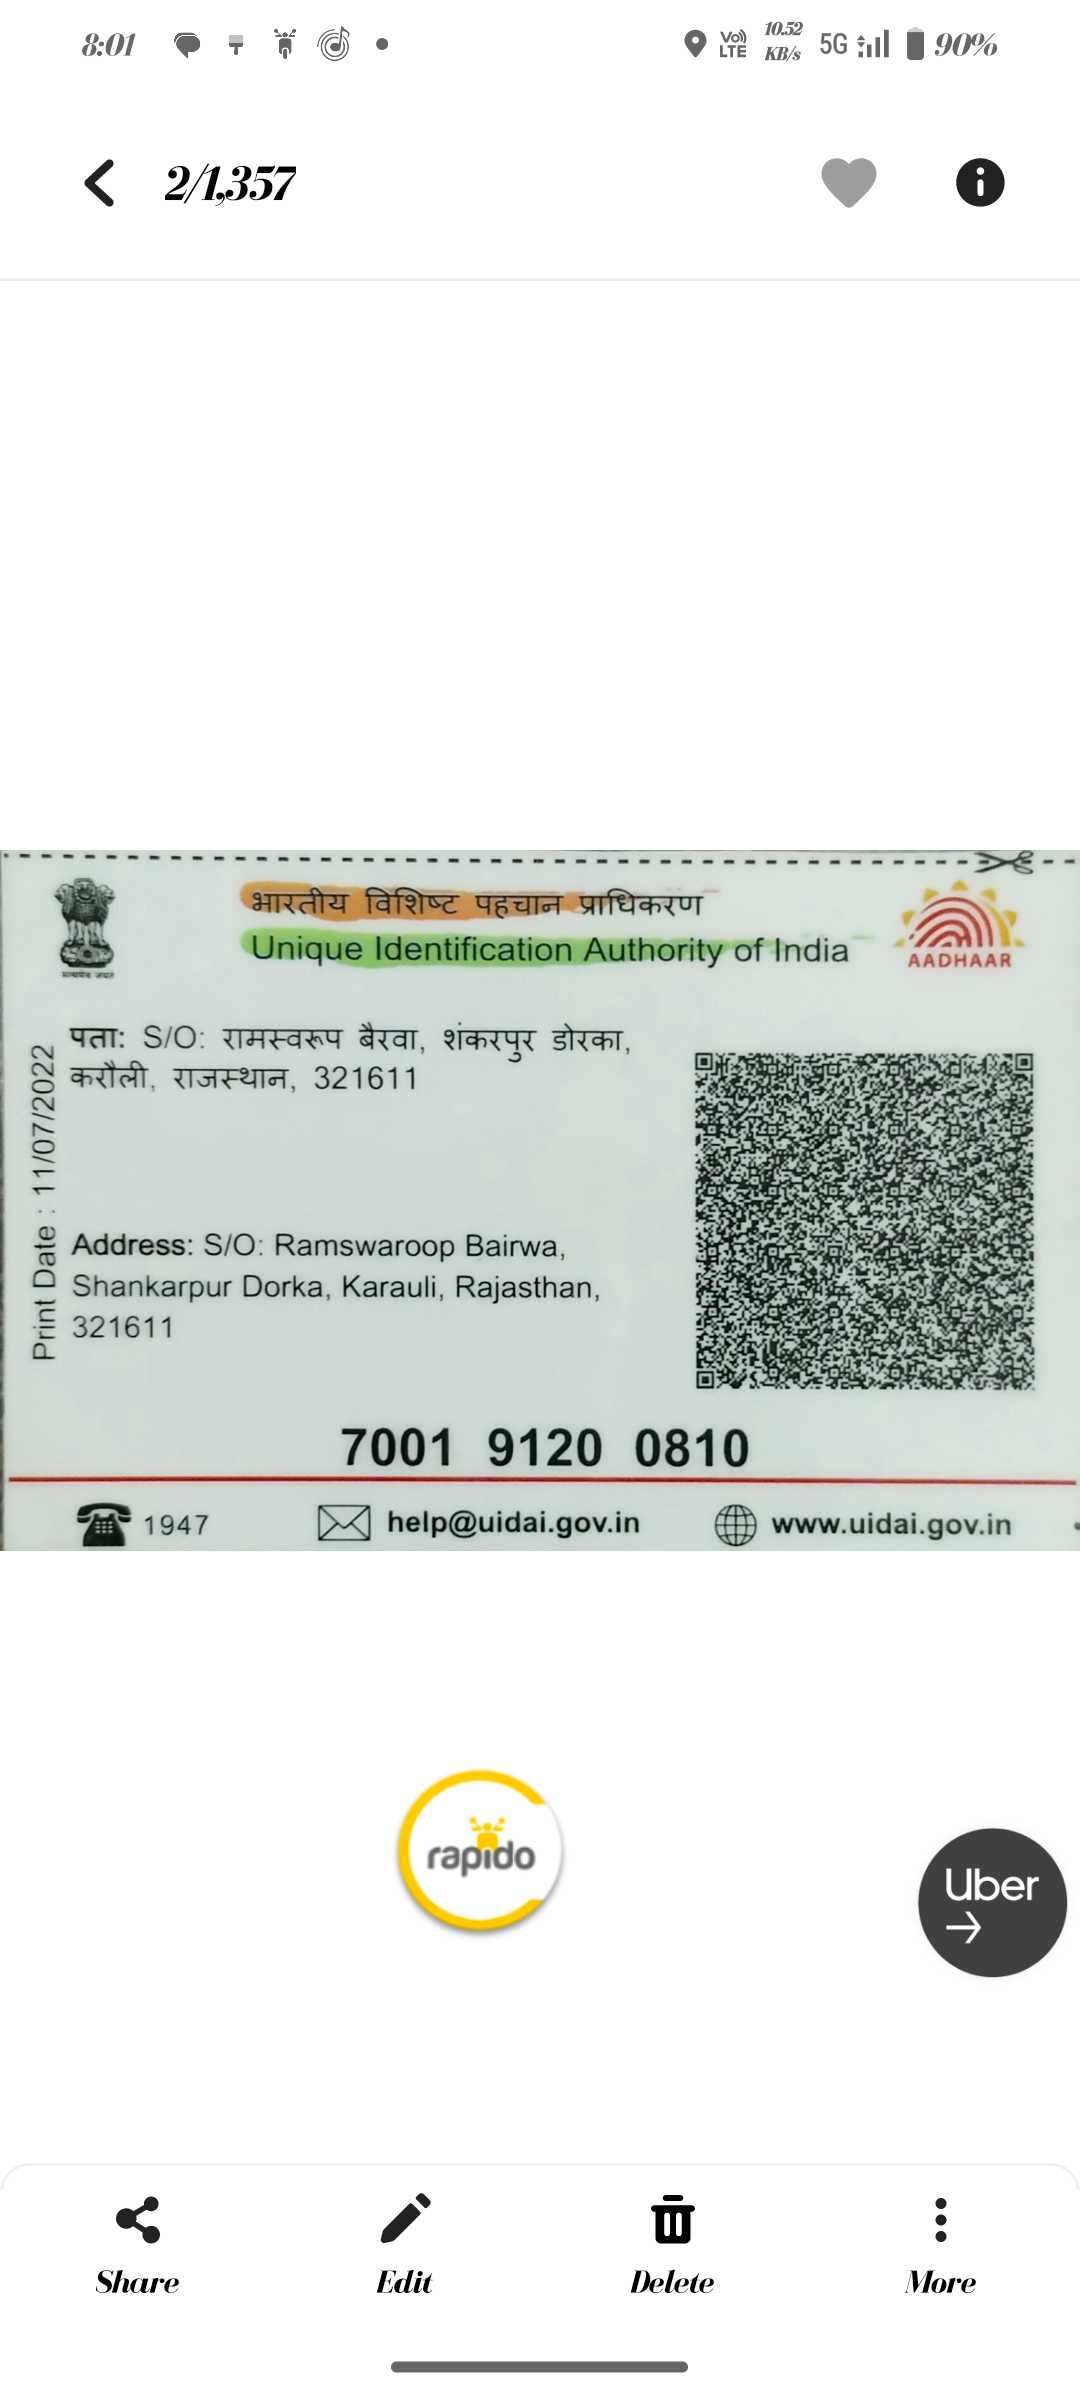 8:01
Vo) LTE 10.52 KB/s 5G 90%
2/1,357
भारतीय विशिष्ट पहचान प्राधिकरण
Unique Identification Authority of India
AADHAAR
सत्यमेव जयते
Print Date : 11/07/2022
पता: S/O: रामस्वरूप बैरवा, शंकरपुर डोरका,
करौली, राजस्थान, 321611
Address: S/O: Ramswaroop Bairwa,
Shankarpur Dorka, Karauli, Rajasthan,
321611
7001 9120 0810
1947
help@uidai.gov.in
www.uidai.gov.in
rapido
Uber
Share
Edit
Delete
More